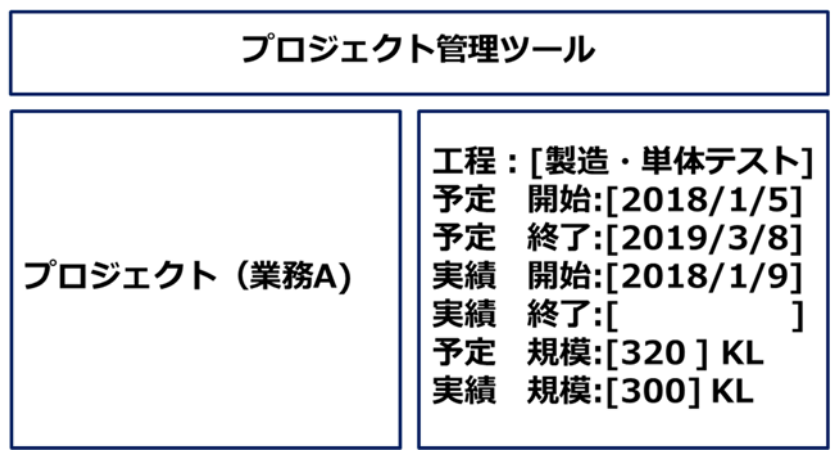 プロジェクト管理ツール
プロジェクト（業務A)
工程：[製造・単体テスト]
予定　開始:[2018/1/5]
予定　終了:[2019/3/8]
実績　開始:[2018/1/9]
実績　終了:[　　　　　]
予定　規模:[320 ] KL
実績　規模:[300] KL